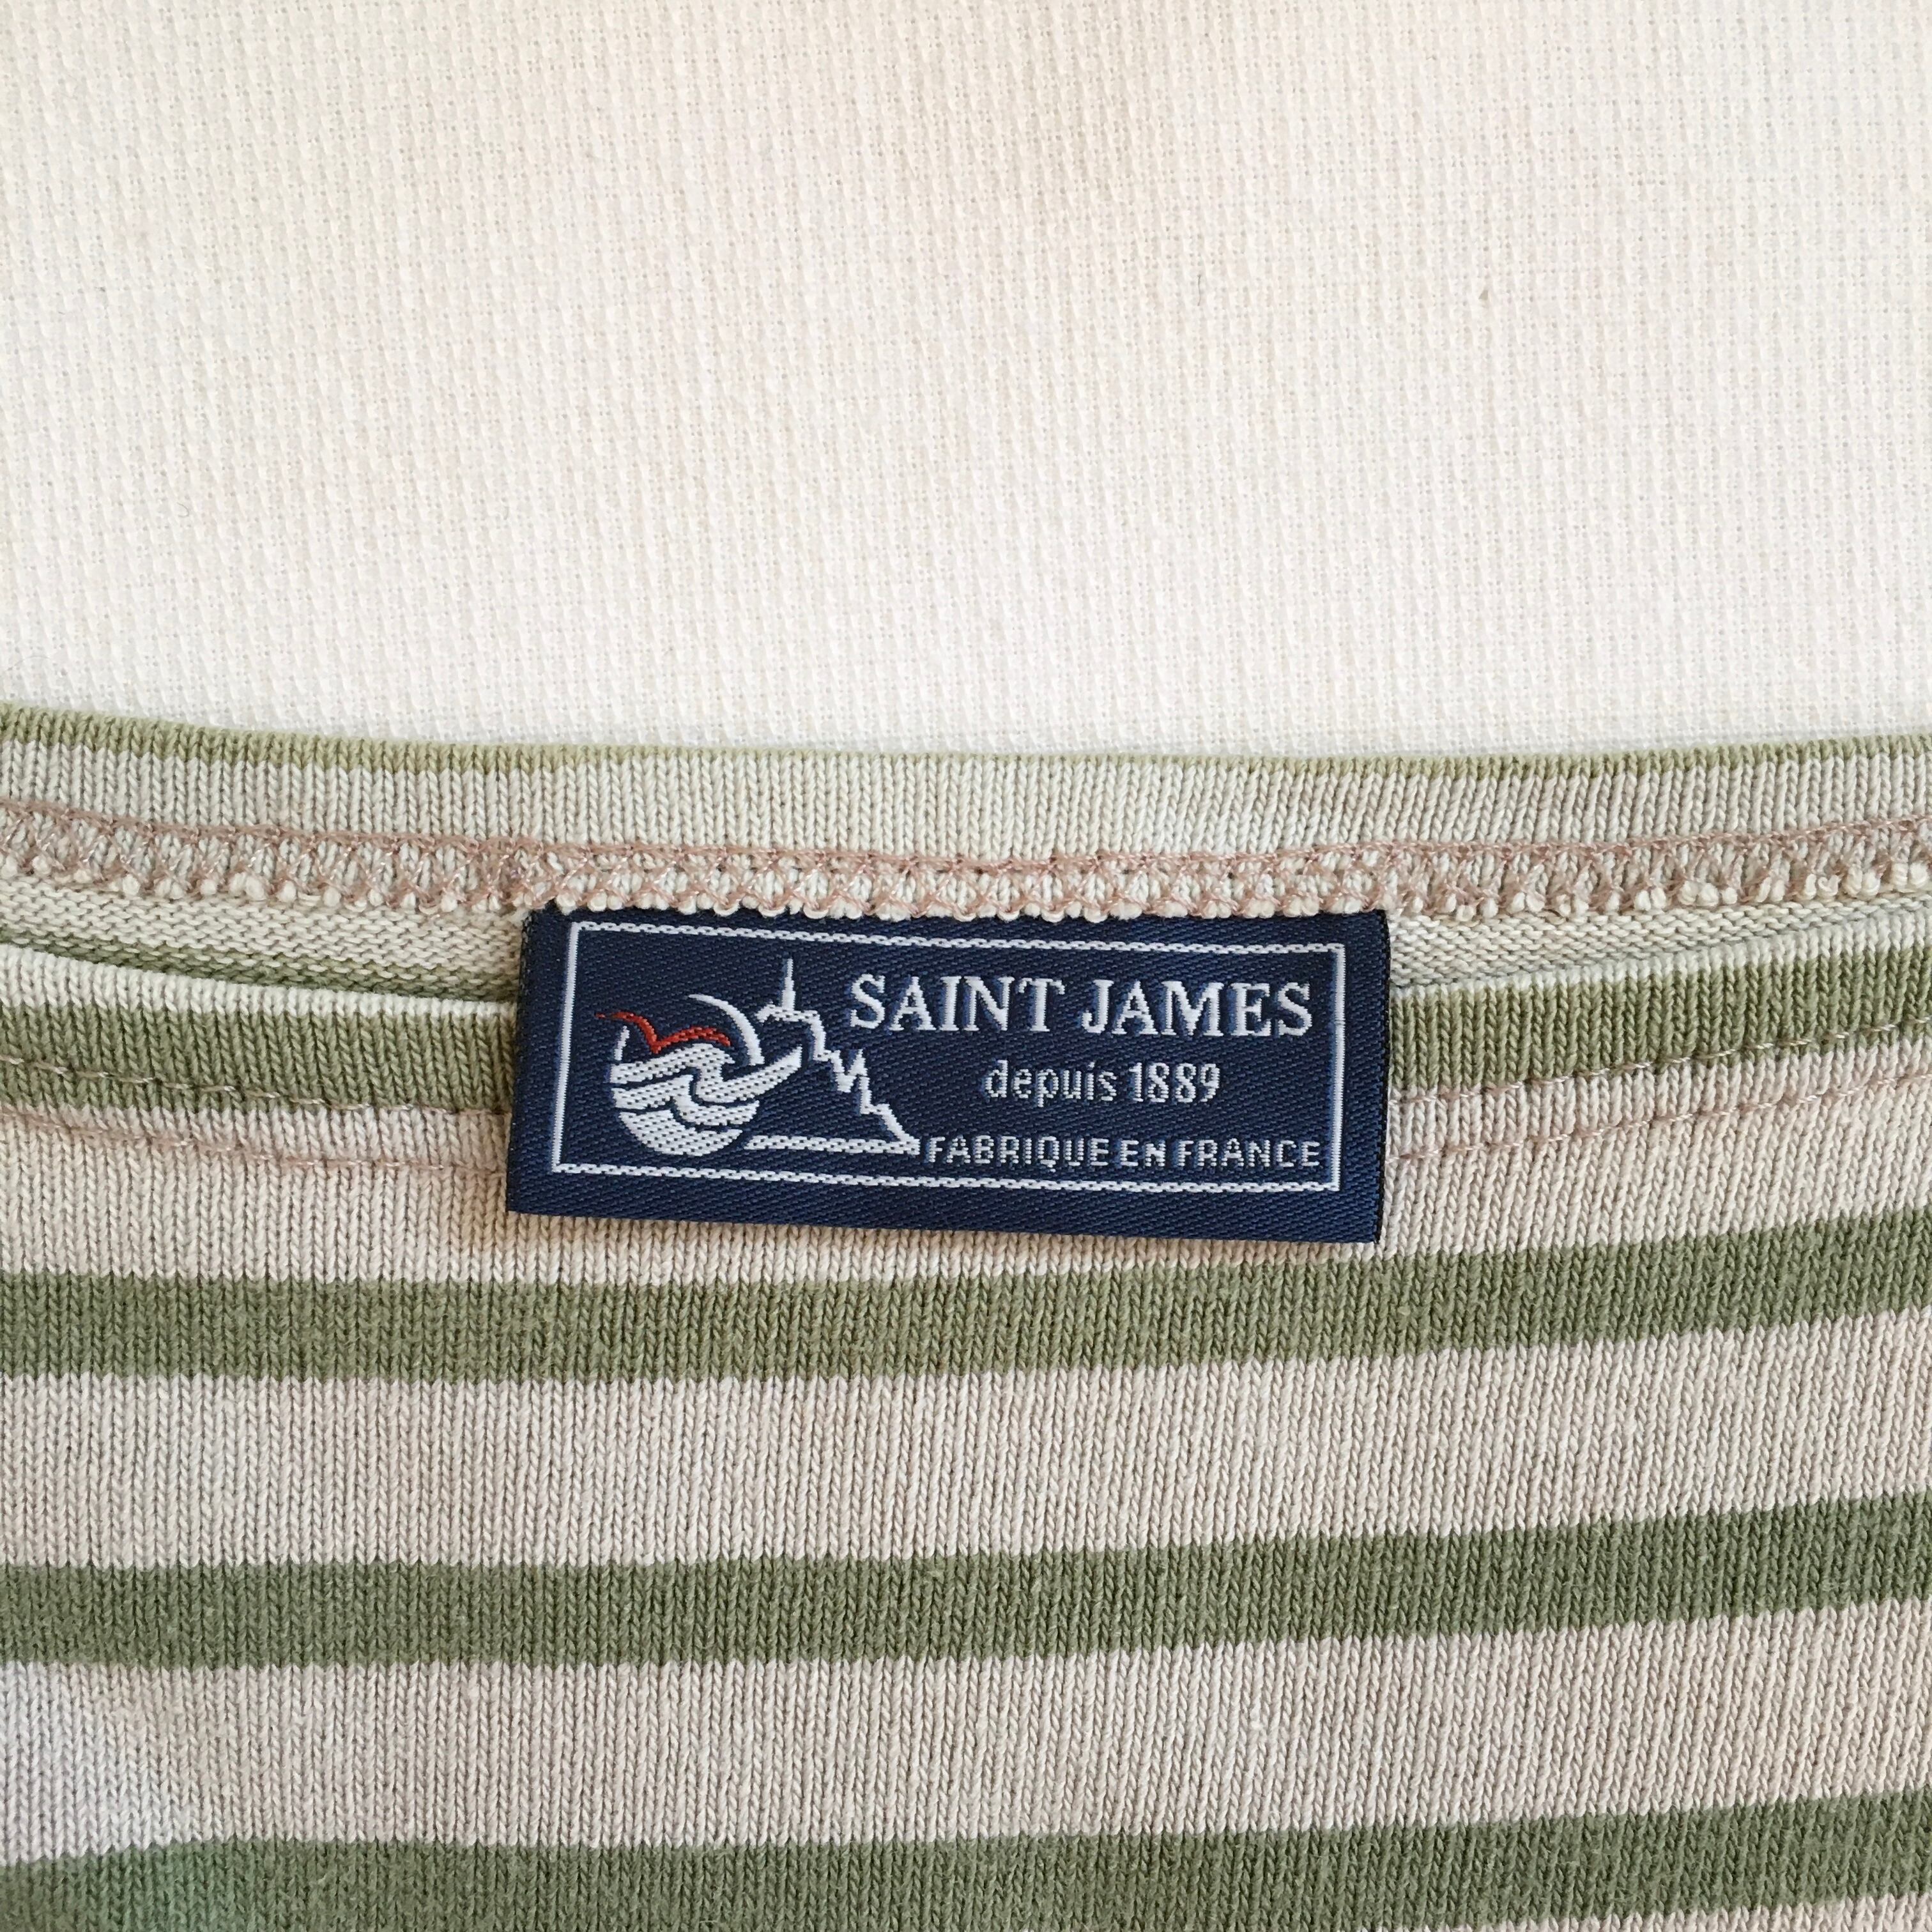 SAINT JAMES
depuis 1889
FABRIQUE EN FRANCE